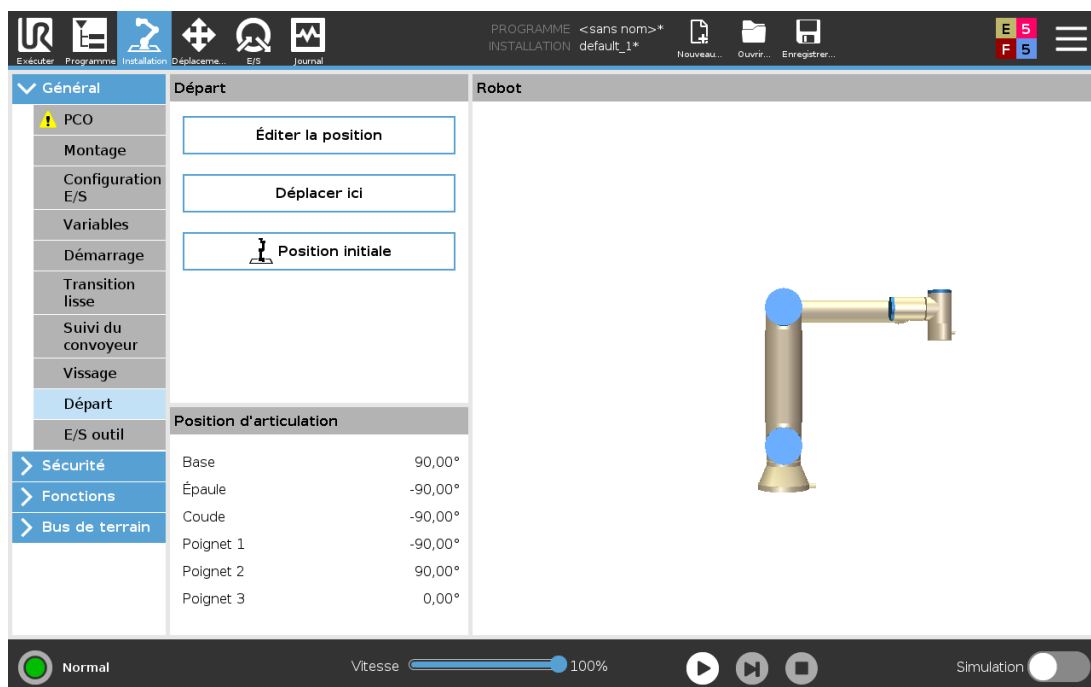 PROGRAMME <sans nom>*
INSTALLATION default_1*
Exécuter
Programme
Installation
Déplaceme...
E/S
Journal
Nouveau...
Ouvrir...
Enregistrer...
E 5
F 5
Général
Départ
Robot
PCO
Montage
Configuration
E/S
Variables
Démarrage
Transition
lisse
Suivi du
convoyeur
Vissage
Départ
E/S outil
Sécurité
Fonctions
Bus de terrain
Éditer la position
Déplacer ici
Position initiale
Position d'articulation
Base 90,00°
Épaule -90,00°
Coude -90,00°
Poignet 1 -90,00°
Poignet 2 90,00°
Poignet 3 0,00°
Normal
Vitesse 100%
Simulation